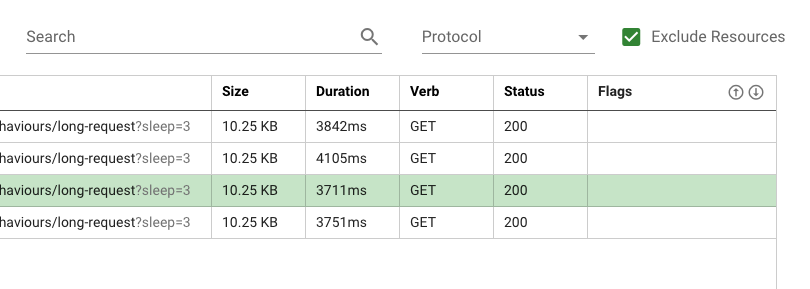 Search Protocol Exclude Resources
Size Duration Verb Status Flags
haviours/long-request?sleep=3 10.25 KB 3842ms GET 200
haviours/long-request?sleep=3 10.25 KB 4105ms GET 200
haviours/long-request?sleep=3 10.25 KB 3711ms GET 200
haviours/long-request?sleep=3 10.25 KB 3751ms GET 200